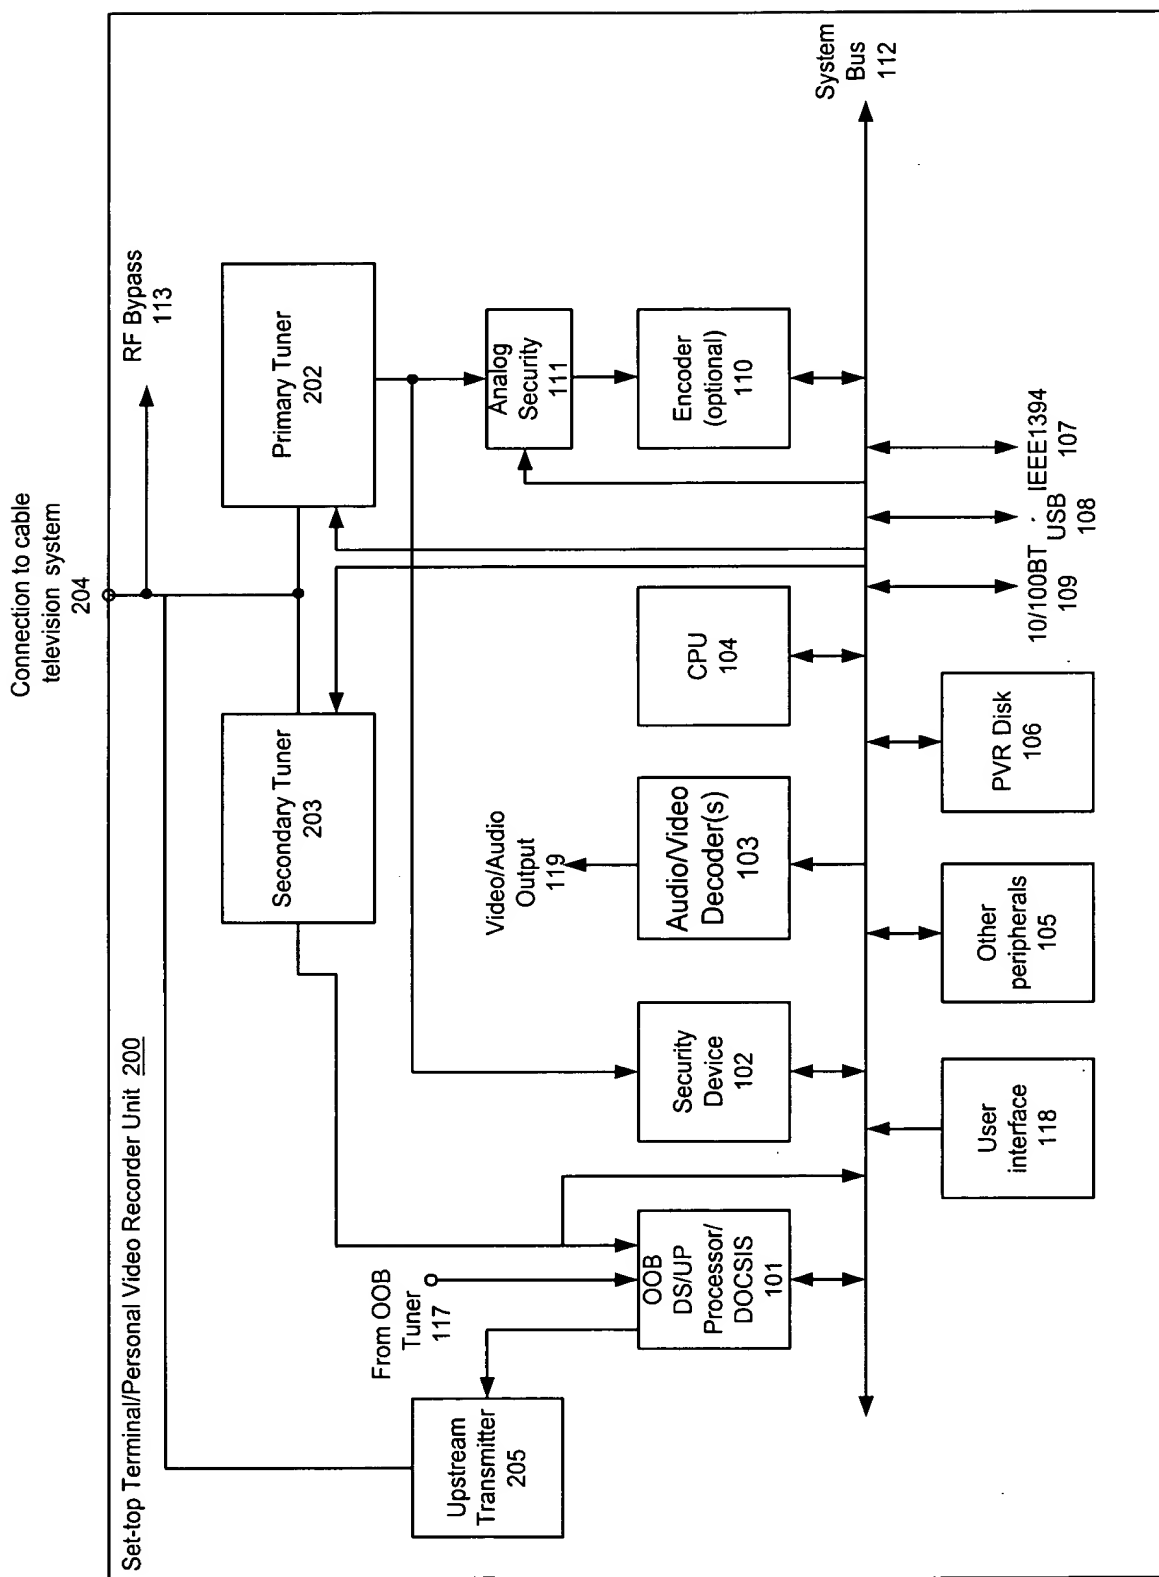 Set-top Terminal/Personal Video Recorder Unit 200
Connection to cable
television system
204
RF Bypass
113
Secondary Tuner
203
Primary Tuner
202
Upstream
Transmitter
205
From OOB
Tuner
117
Video/Audio
Output
119
Analog
Security
111
OOB
DS/UP
Processor/
DOCSIS
101
Security
Device
102
Audio/Video
Decoder(s)
103
CPU
104
Encoder
(optional)
110
System
Bus
112
User
interface
118
Other
peripherals
105
PVR Disk
106
10/100BT
109
USB
108
IEEE1394
107